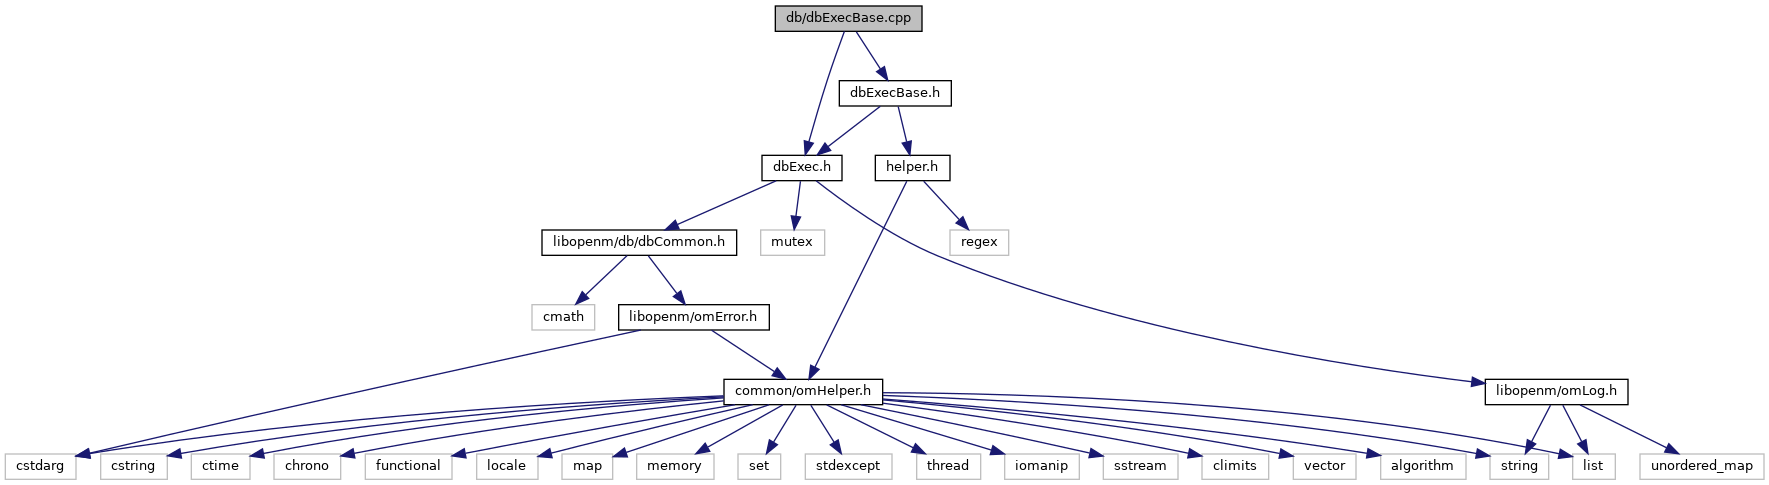 db/dbExecBase.cpp
dbExecBase.h
dbExec.h
helper.h
libopenm/db/dbCommon.h
mutex
regex
cmath
libopenm/omError.h
common/omHelper.h
libopenm/omLog.h
cstdarg
cstring
ctime
chrono
functional
locale
map
memory
set
stdexcept
thread
iomanip
sstream
climits
vector
algorithm
string
list
unordered_map